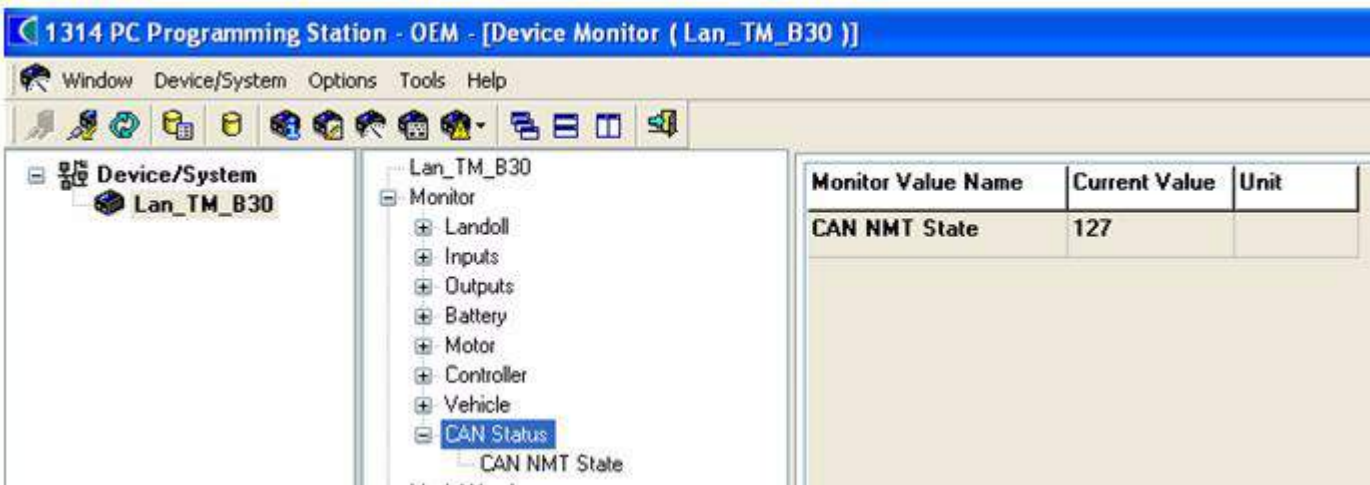 1314 PC Programming Station - OEM - [Device Monitor ( Lan_TM_B30 )]
Window Device/System Options Tools Help
Device/System
Lan_TM_B30
Lan_TM_B30
Monitor
Landoll
Inputs
Outputs
Battery
Motor
Controller
Vehicle
CAN Status
CAN NMT State
Monitor Value Name Current Value Unit
CAN NMT State 127